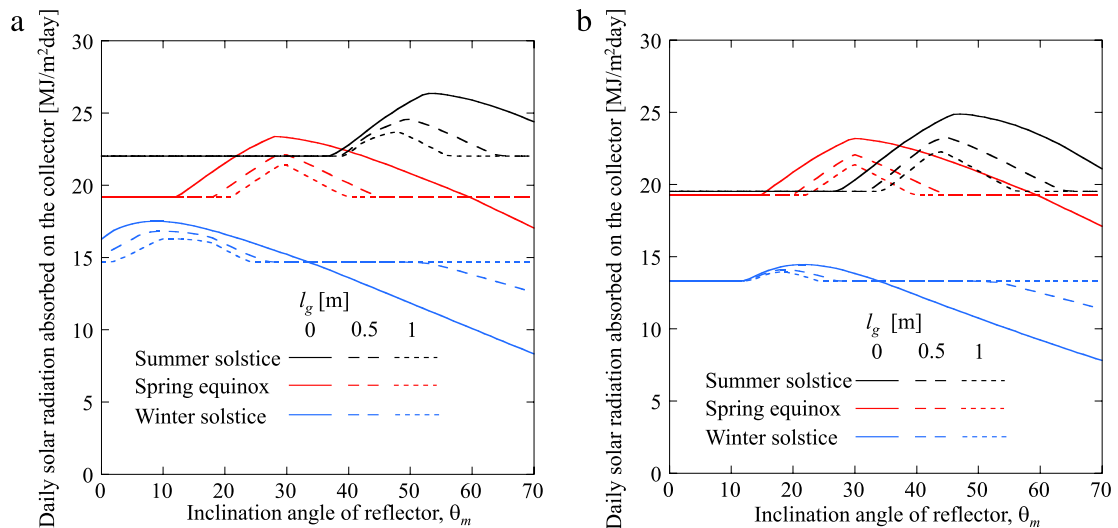 a
Daily solar radiation absorbed on the collector [MJ/m²day]
30
25
20
15
10
5
0
0 10 20 30 40 50 60 70
Inclination angle of reflector, θm
lg [m]
0 0.5 1
Summer solstice
Spring equinox
Winter solstice
b
Daily solar radiation absorbed on the collector [MJ/m²day]
30
25
20
15
10
5
0
0 10 20 30 40 50 60 70
Inclination angle of reflector, θm
lg [m]
0 0.5 1
Summer solstice
Spring equinox
Winter solstice